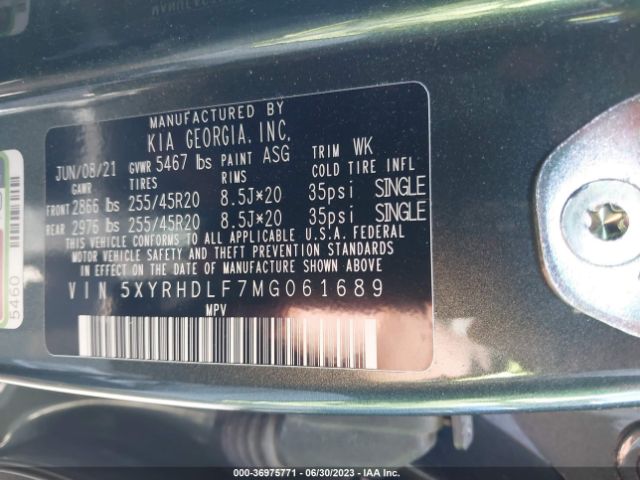 MANUFACTURED BY
KIA GEORGIA, INC.
JUN/08/21 GVWR 5467 lbs PAINT ASG TRIM WK
GAWR TIRES RIMS COLD TIRE INFL
FRONT 2866 lbs 255/45R20 8.5J×20 35psi SINGLE
REAR 2976 lbs 255/45R20 8.5J×20 35psi SINGLE
THIS VEHICLE CONFORMS TO ALL APPLICABLE U.S.A. FEDERAL
MOTOR VEHICLE SAFETY AND THEFT PREVENTION STANDARDS
IN EFFECT ON THE DATE OF MANUFACTURE SHOWN ABOVE.
VIN 5XYRHDLF7MG061689
MPV
5460
000-36975771 - 06/30/2023 - IAA Inc.